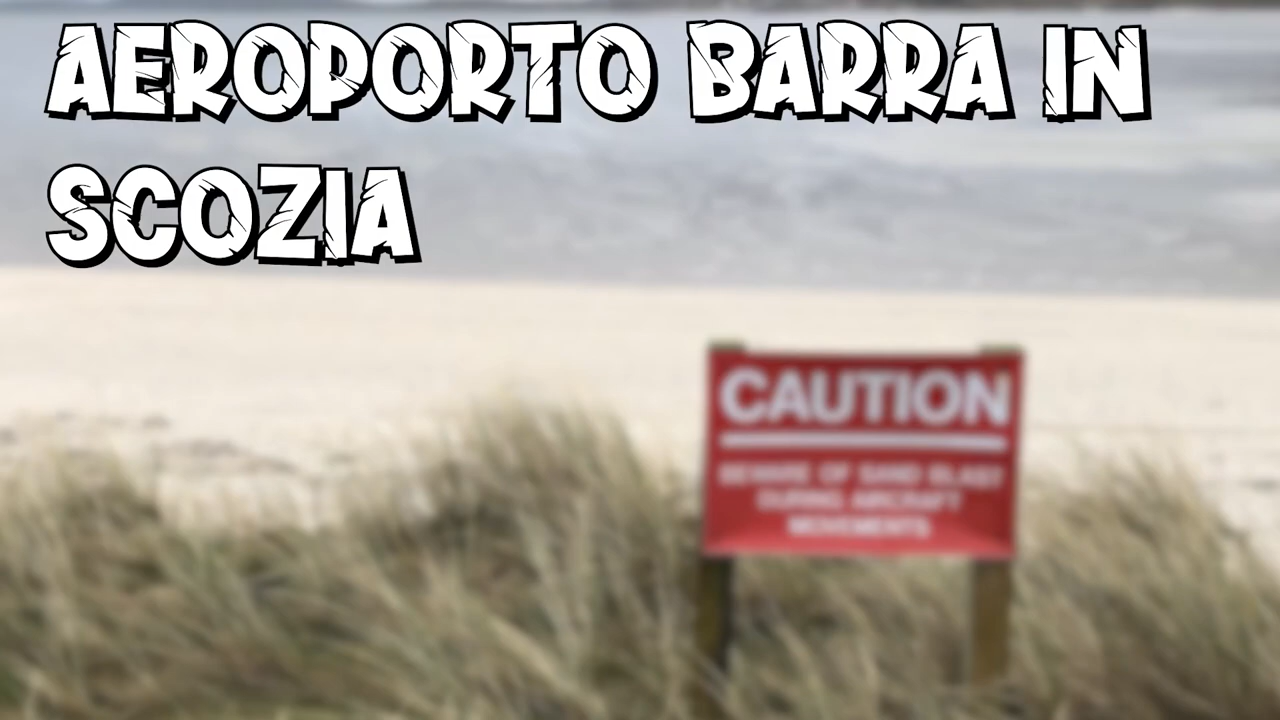 AEROPORTO BARRA IN
SCOZIA
CAUTION
BEWARE OF SAND BLAST
DURING AIRCRAFT
MOVEMENTS